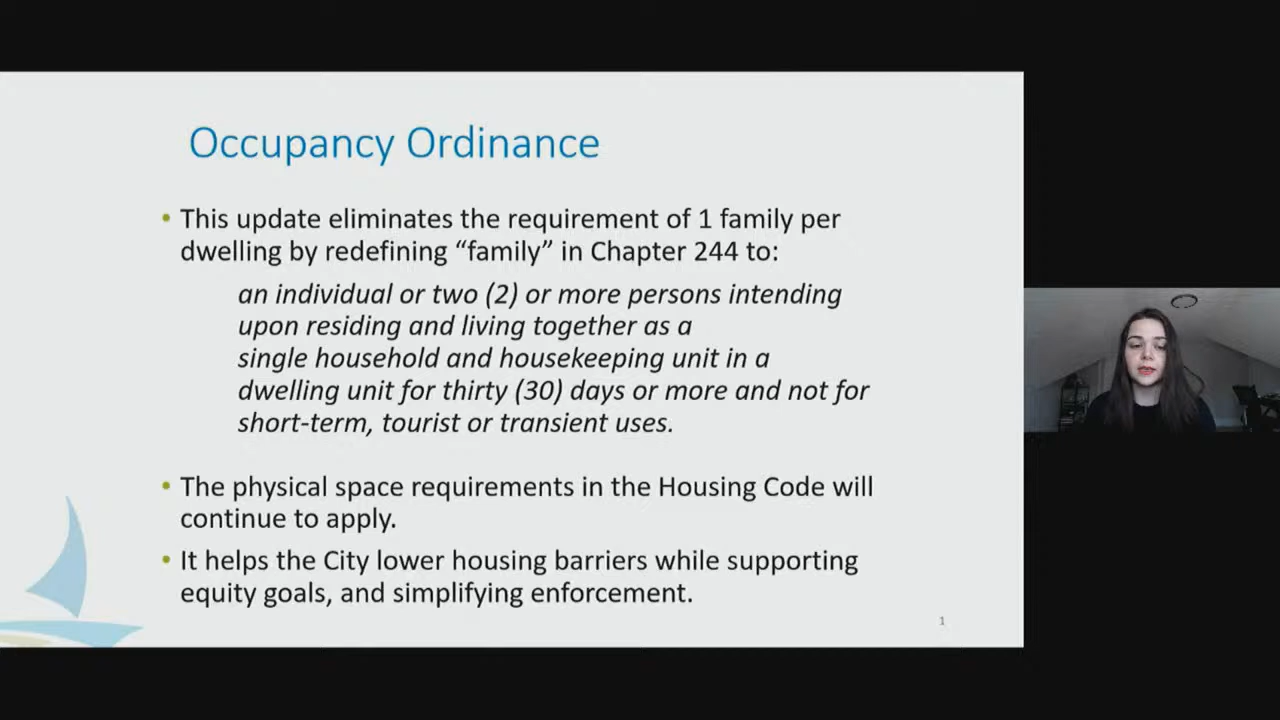 Occupancy Ordinance
• This update eliminates the requirement of 1 family per
dwelling by redefining “family” in Chapter 244 to:
an individual or two (2) or more persons intending
upon residing and living together as a
single household and housekeeping unit in a
dwelling unit for thirty (30) days or more and not for
short-term, tourist or transient uses.
• The physical space requirements in the Housing Code will
continue to apply.
• It helps the City lower housing barriers while supporting
equity goals, and simplifying enforcement.
1